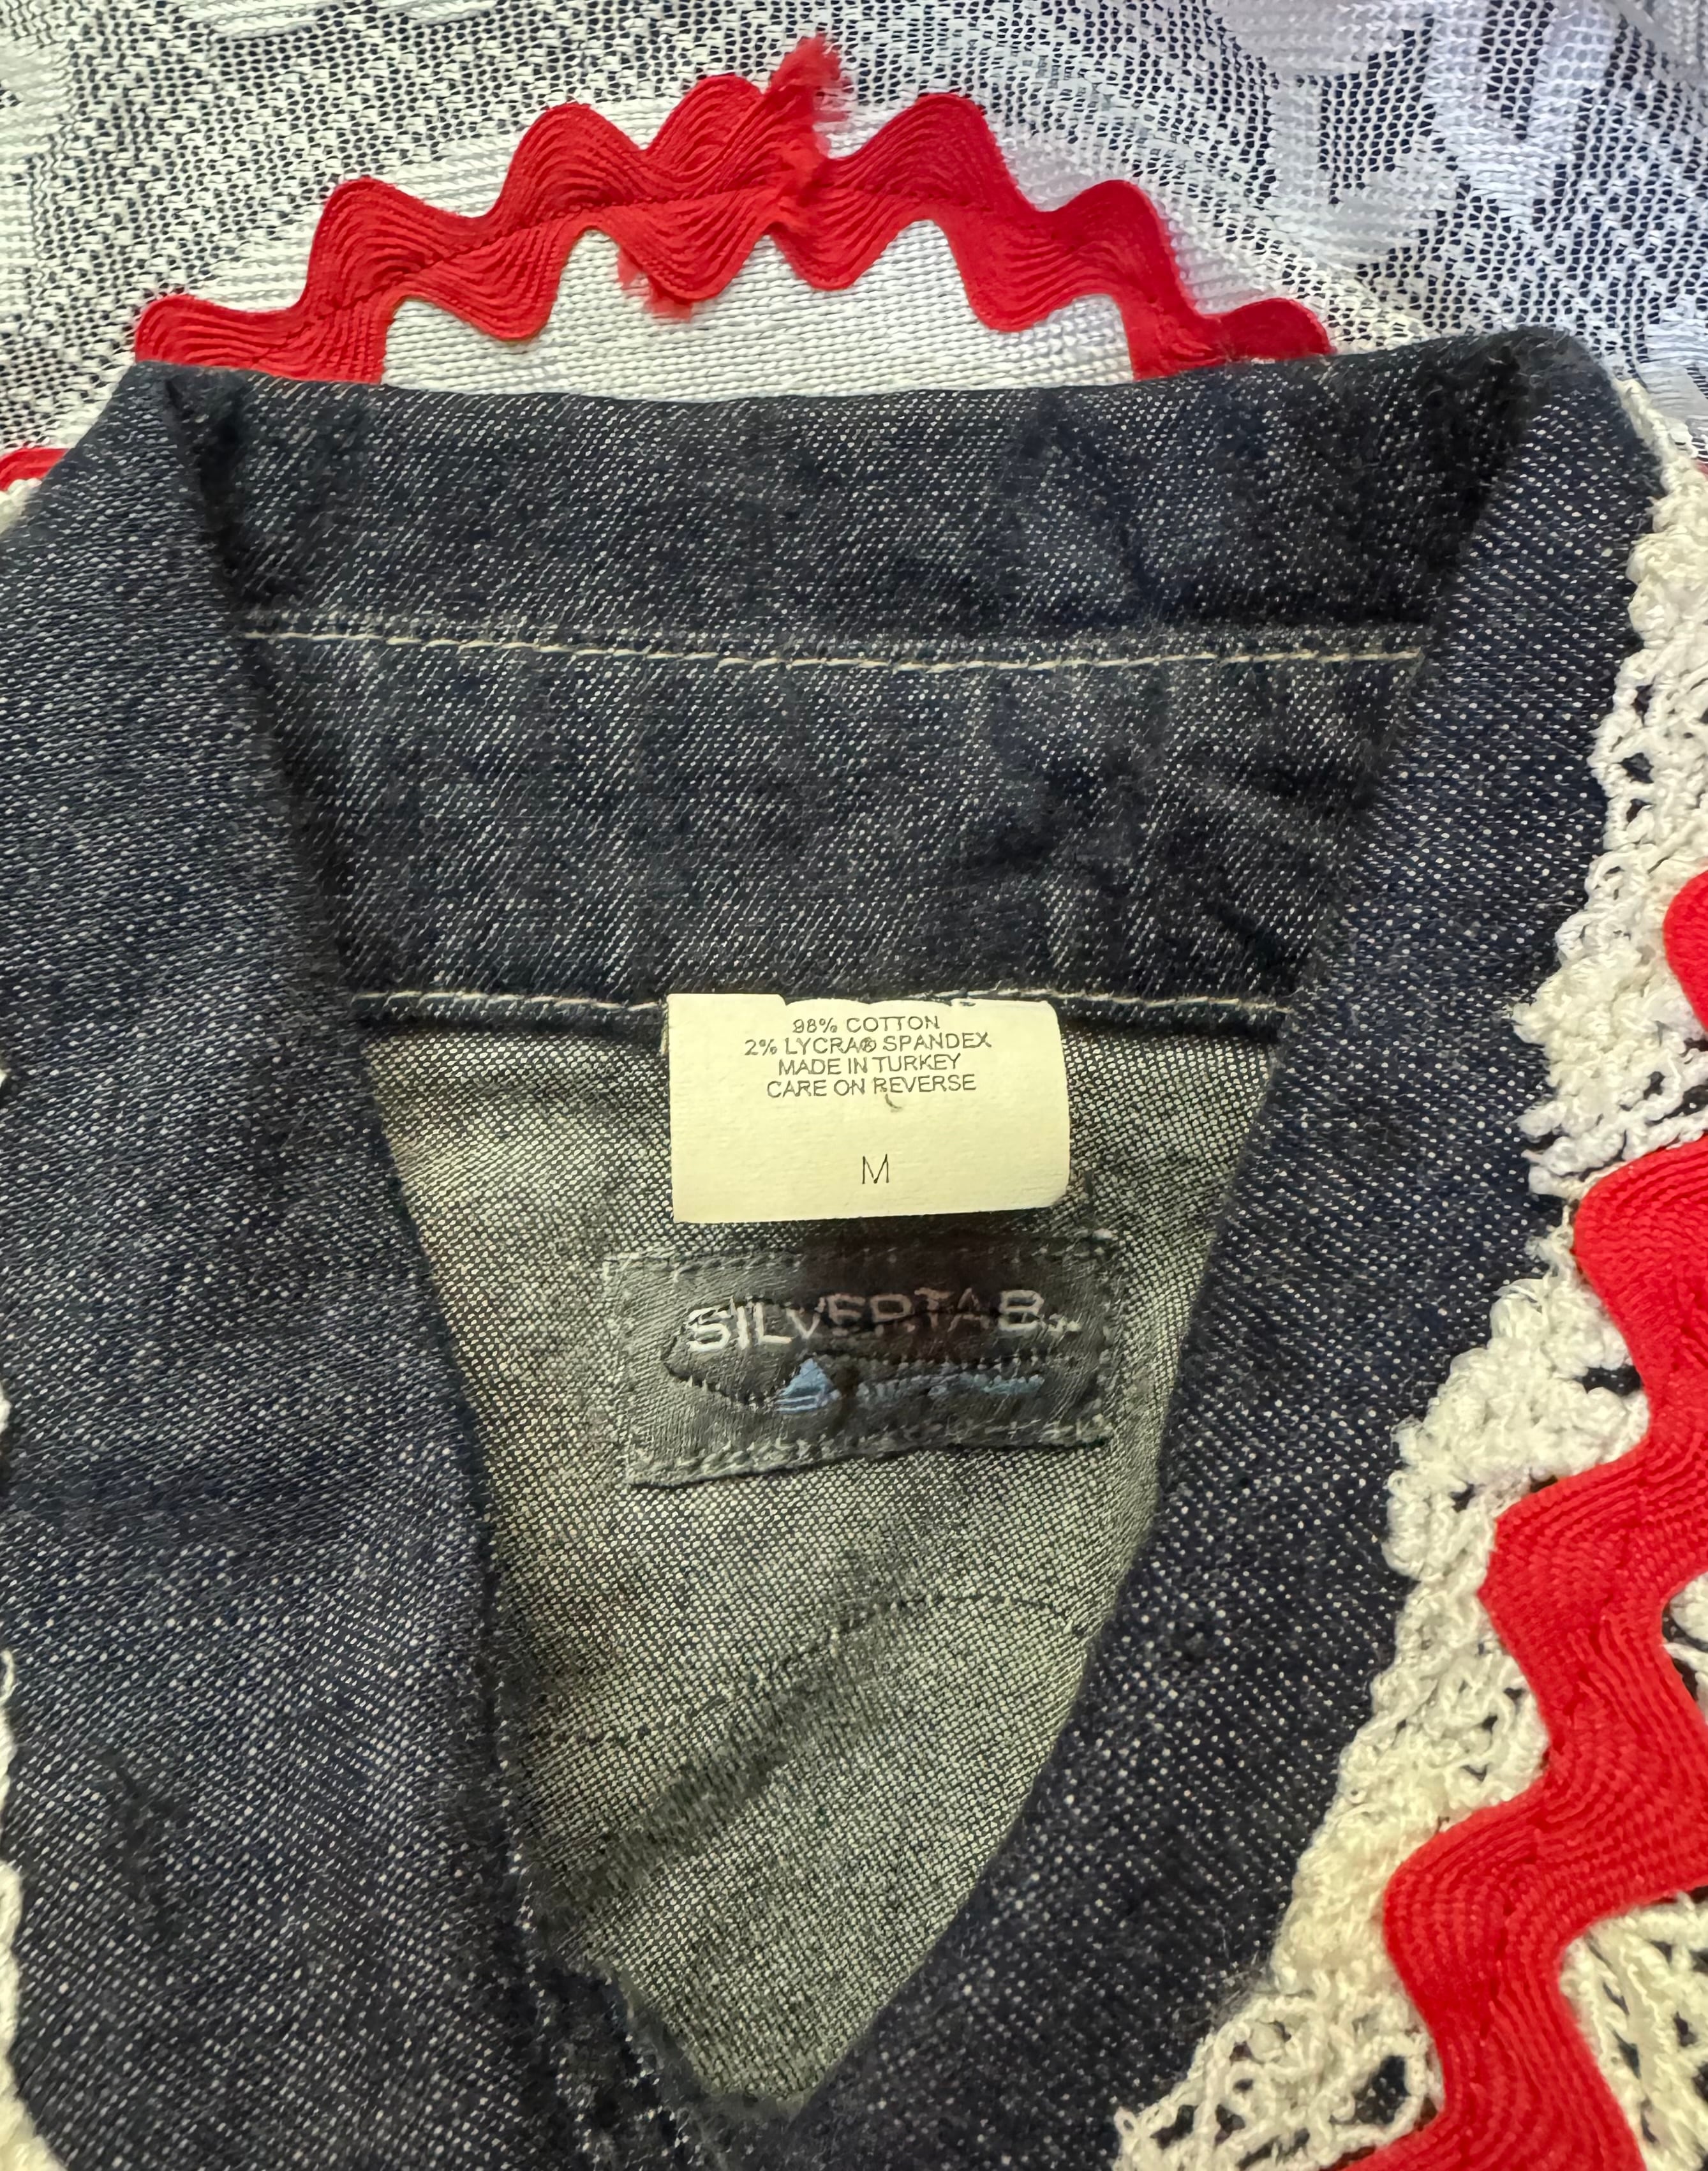 98% COTTON
2% LYCRA® SPANDEX
MADE IN TURKEY
CARE ON REVERSE
M
SILVERTAB